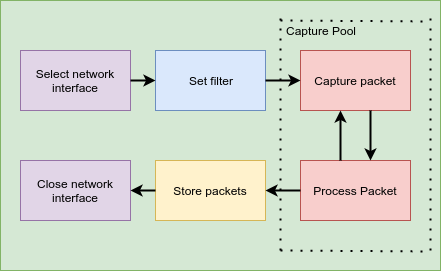 Capture Pool
Select network
interface
Set filter
Capture packet
Close network
interface
Store packets
Process Packet